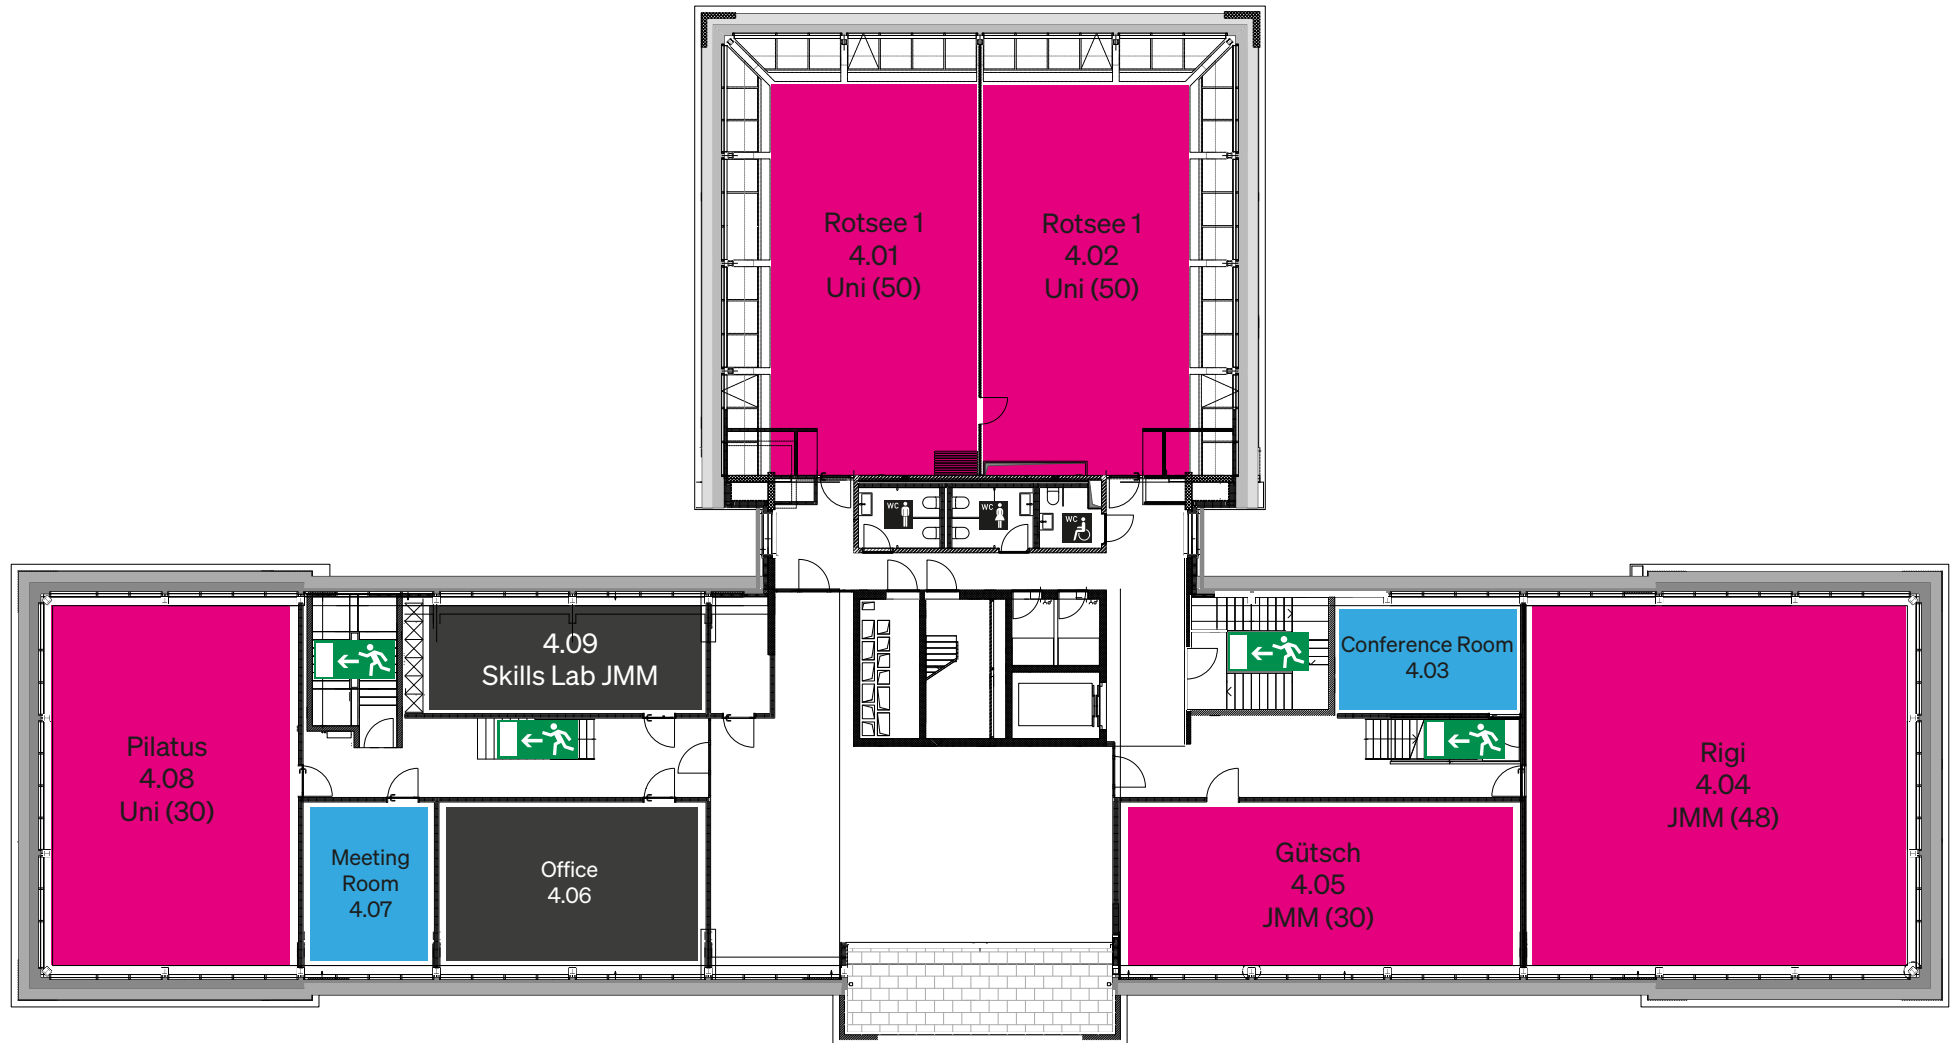 Rotsee 1
4.01
Uni (50)
Rotsee 1
4.02
Uni (50)
WC
WC
WC
4.09
Skills Lab JMM
Conference Room
4.03
Pilatus
4.08
Uni (30)
Rigi
4.04
JMM (48)
Meeting
Room
4.07
Office
4.06
Gütsch
4.05
JMM (30)